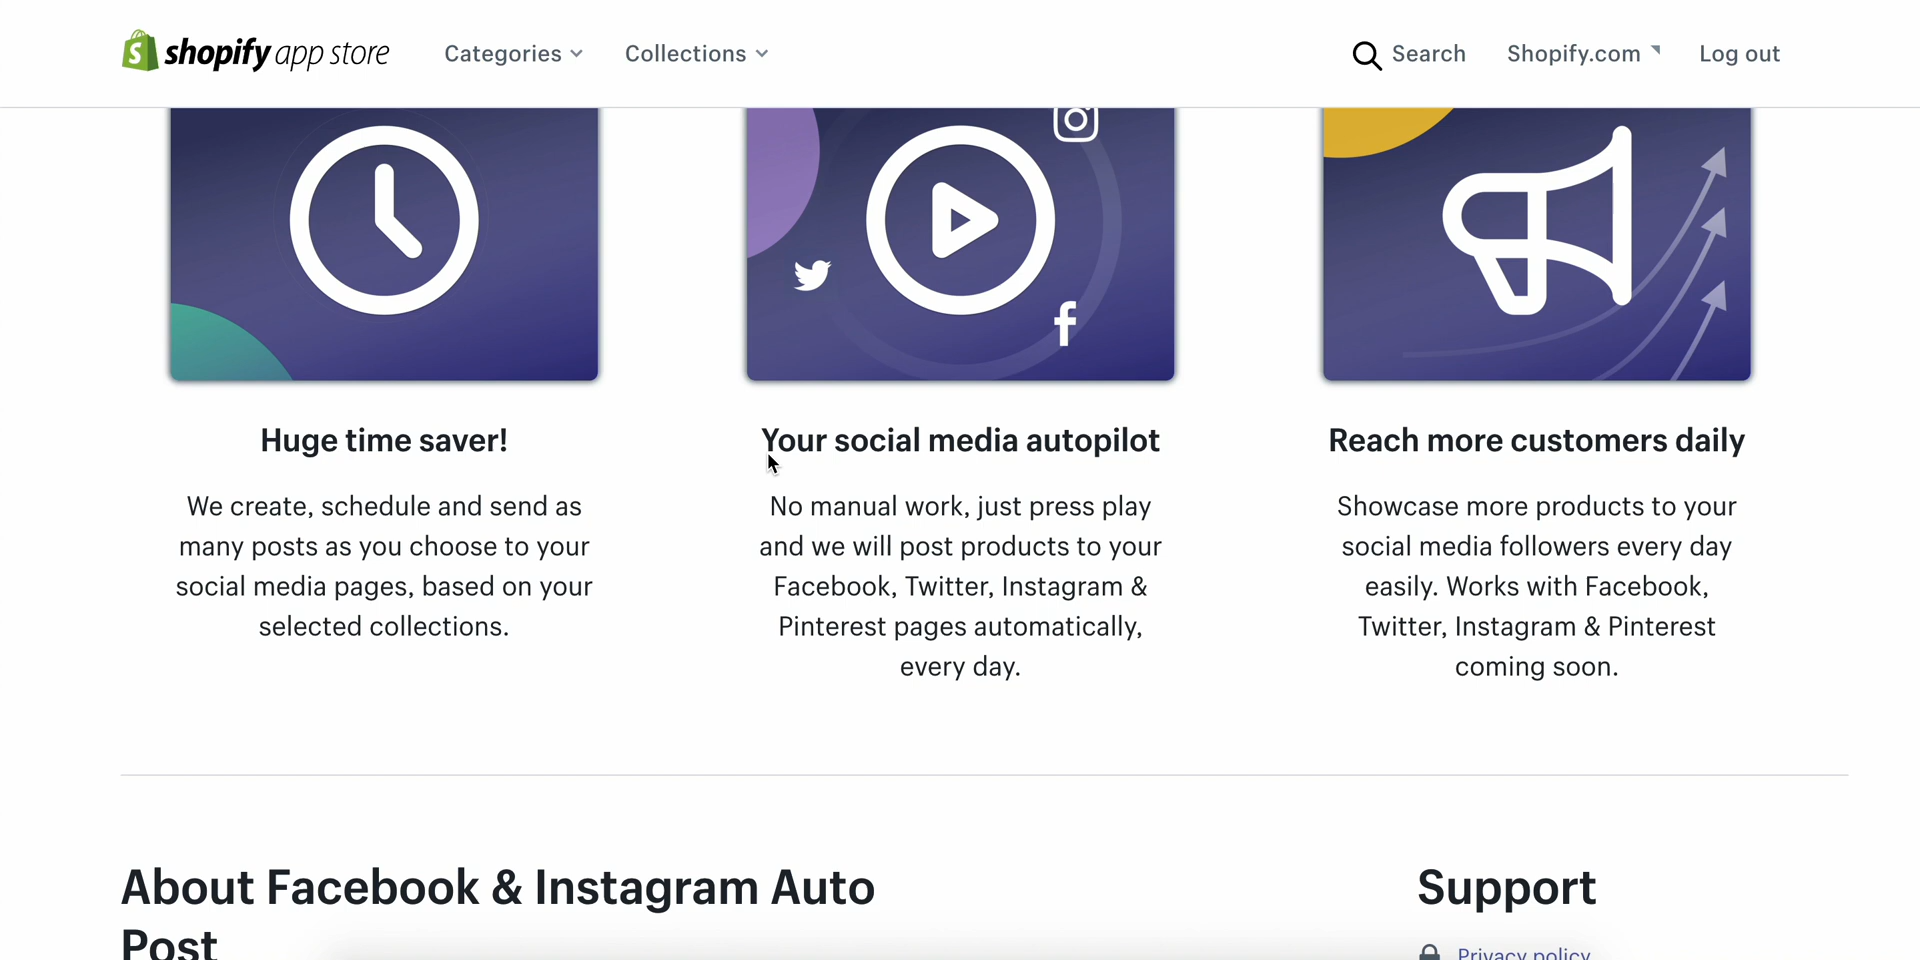 shopify app store Categories Collections Search Shopify.com Log out
Huge time saver!
We create, schedule and send as
many posts as you choose to your
social media pages, based on your
selected collections.
Your social media autopilot
No manual work, just press play
and we will post products to your
Facebook, Twitter, Instagram &
Pinterest pages automatically,
every day.
Reach more customers daily
Showcase more products to your
social media followers every day
easily. Works with Facebook,
Twitter, Instagram & Pinterest
coming soon.
About Facebook & Instagram Auto
Post
Support
Privacy policy